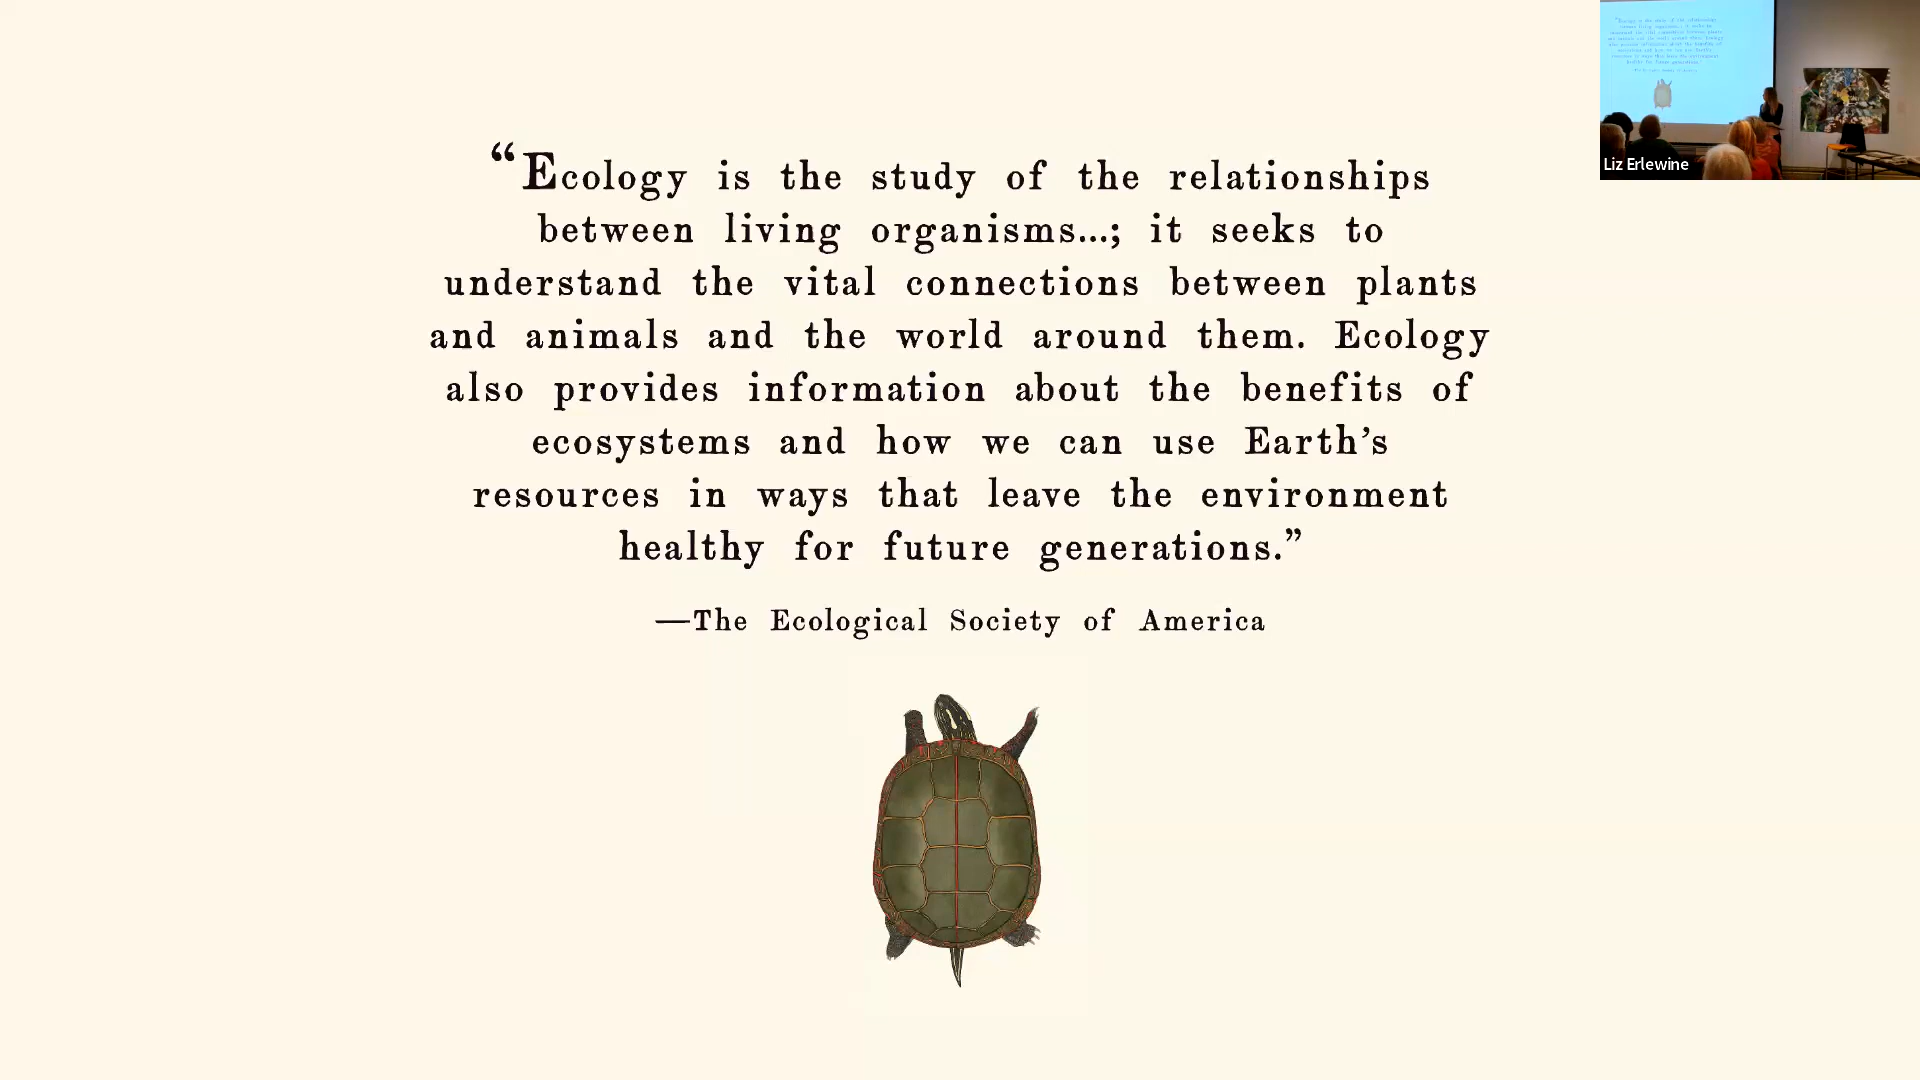 “Ecology is the study of the relationships
between living organisms...; it seeks to
understand the vital connections between plants
and animals and the world around them. Ecology
also provides information about the benefits of
ecosystems and how we can use Earth’s
resources in ways that leave the environment
healthy for future generations.”
—The Ecological Society of America
Liz Erlewine